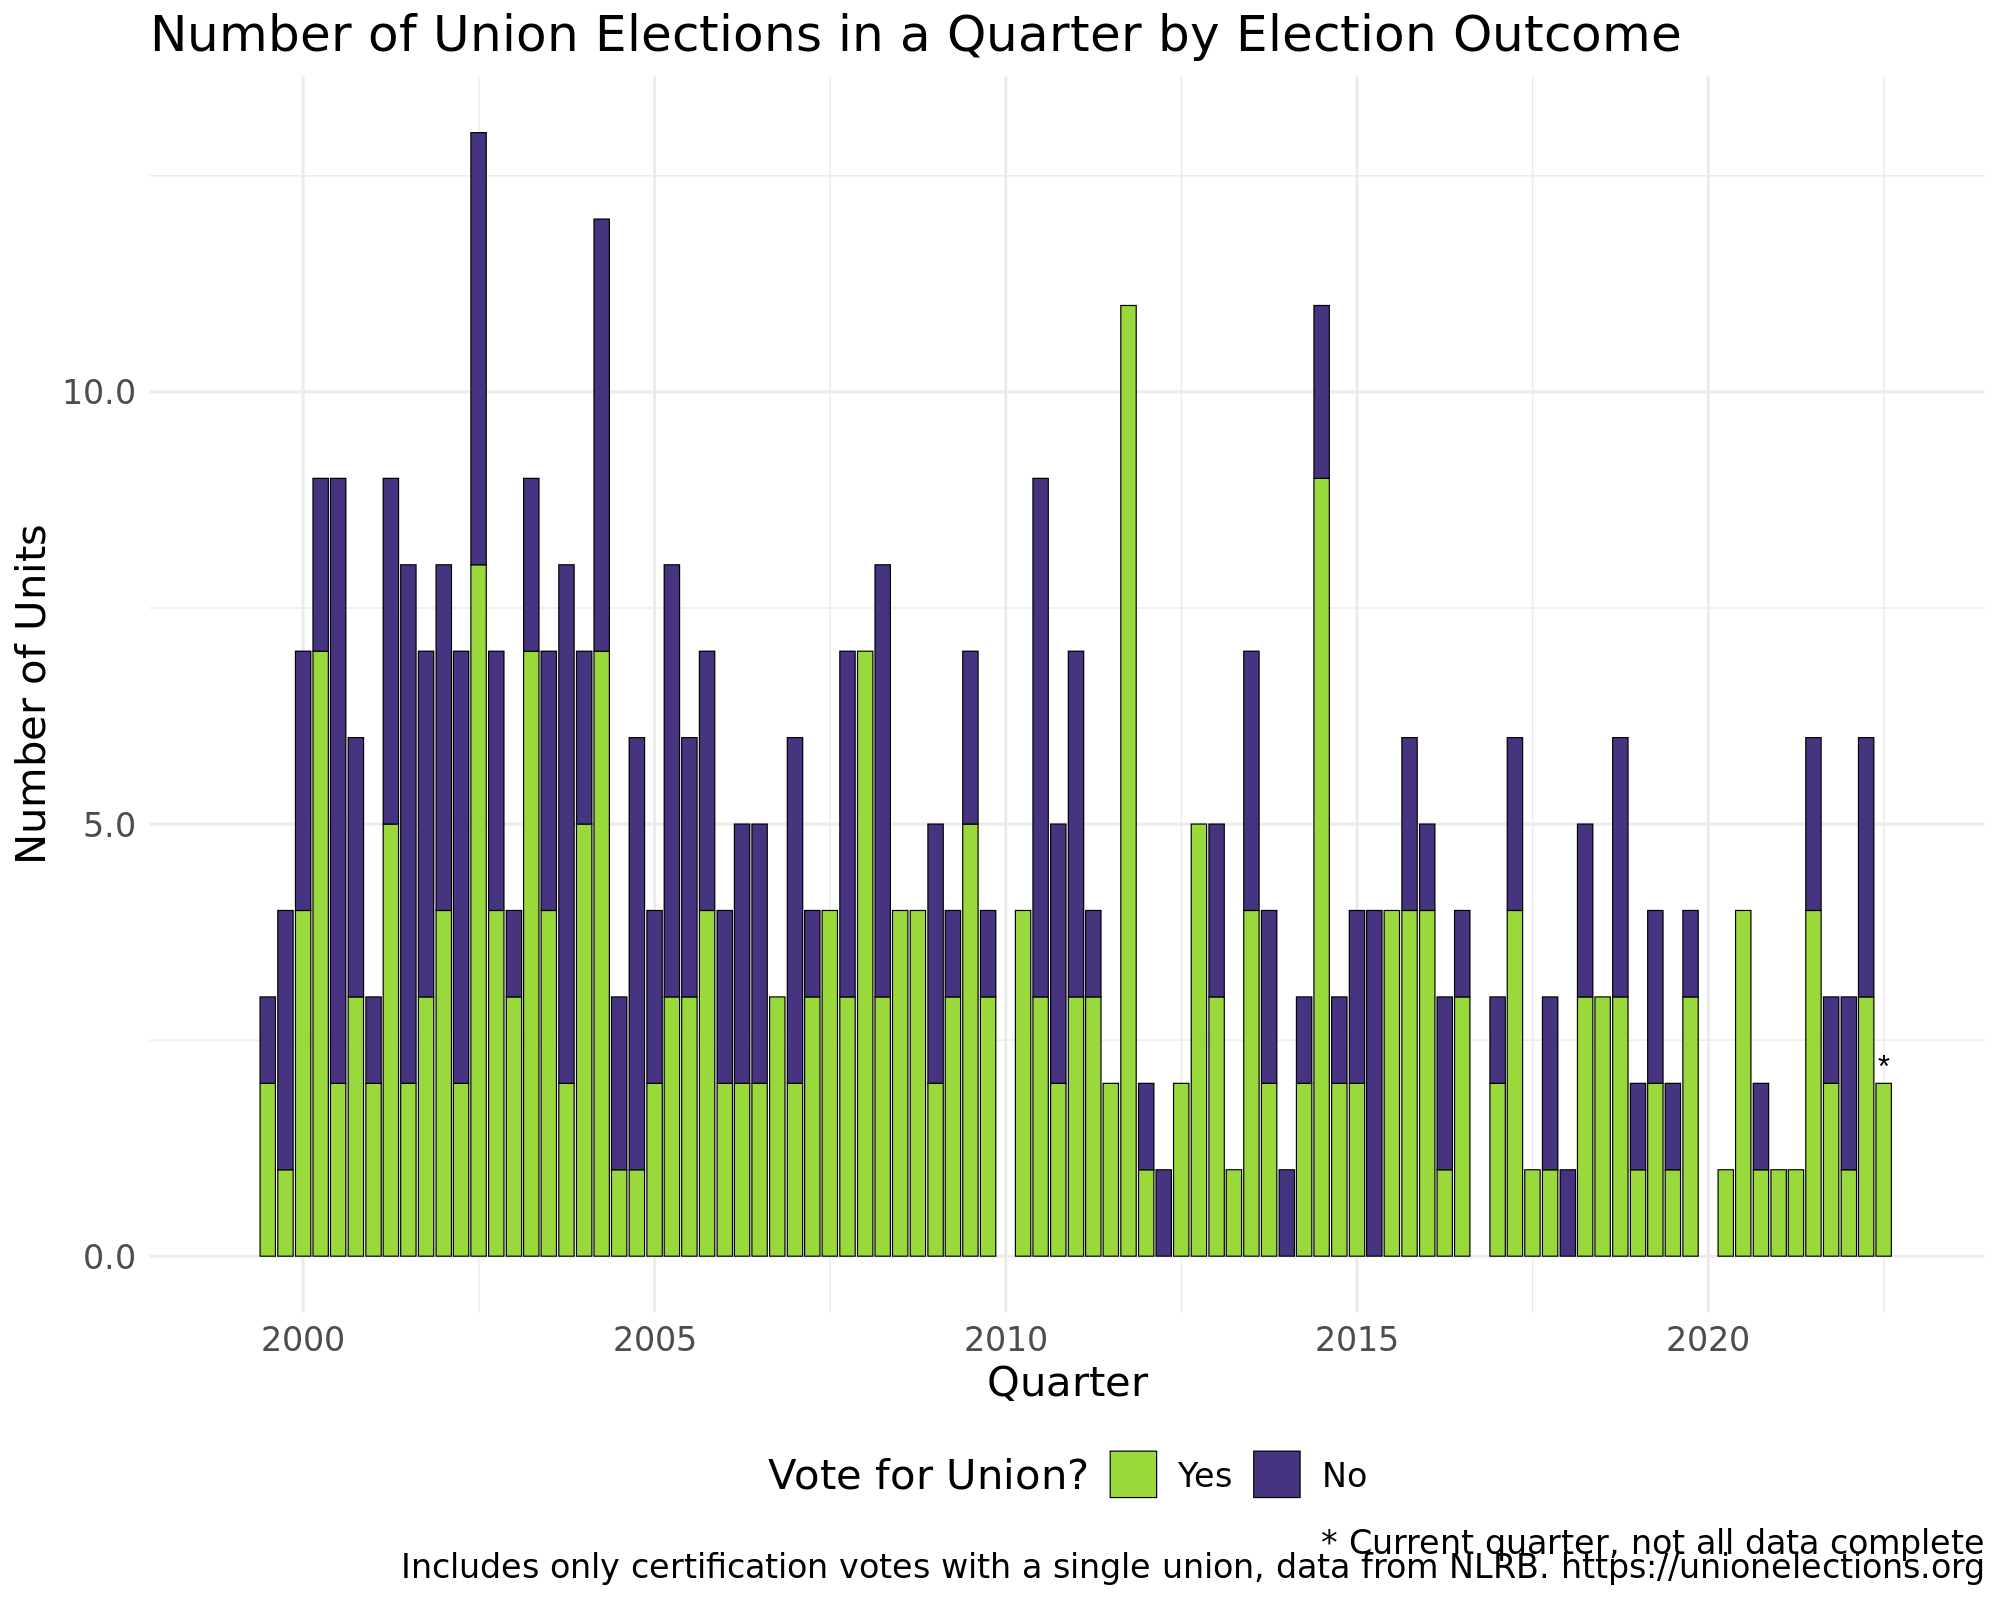 Number of Union Elections in a Quarter by Election Outcome
Number of Units
10.0
5.0
0.0
*
2000 2005 2010 2015 2020
Quarter
Vote for Union? Yes No
* Current quarter, not all data complete
Includes only certification votes with a single union, data from NLRB. https://unionelections.org